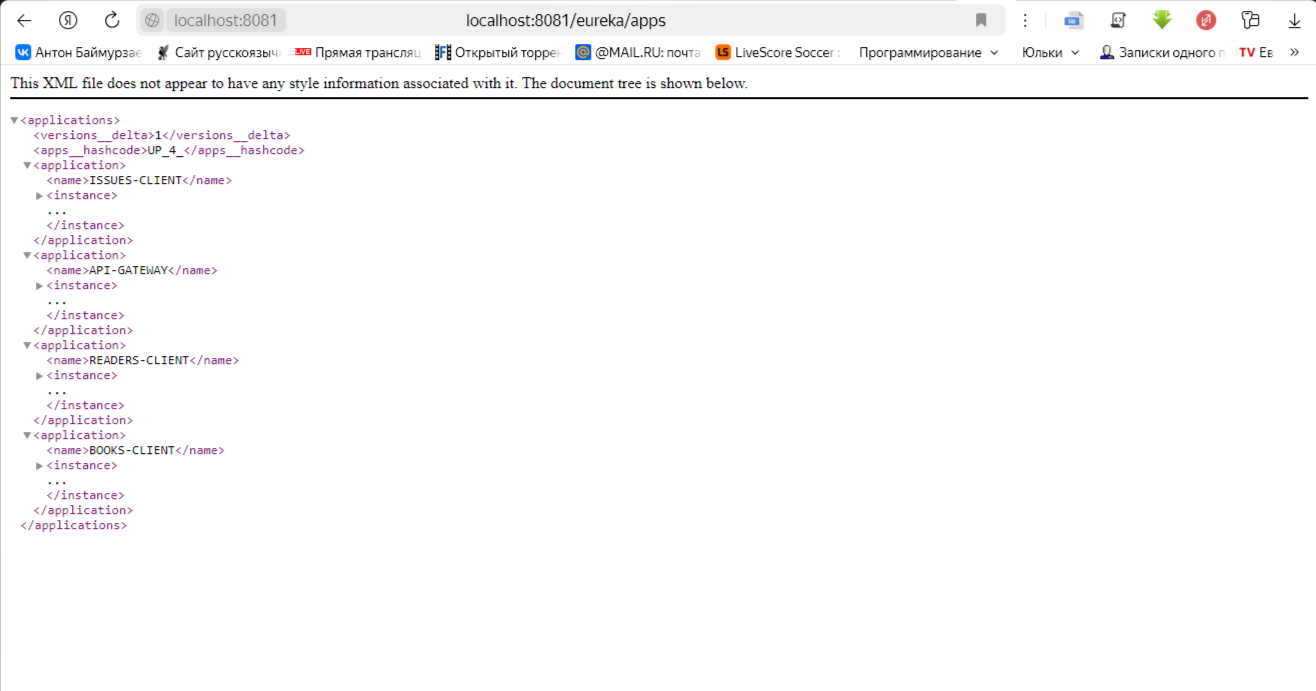 localhost:8081 localhost:8081/eureka/apps
Антон Баймурзае Сайт русскоязыч LIVE Прямая трансляц Открытый торрен @MAIL.RU: почта LS LiveScore Soccer : Программирование Юльки Записки одного п TV Ев »
This XML file does not appear to have any style information associated with it. The document tree is shown below.
▼<applications>
<versions__delta>1</versions__delta>
<apps__hashcode>UP_4_</apps__hashcode>
▼<application>
<name>ISSUES-CLIENT</name>
▶<instance>
...
</instance>
</application>
▼<application>
<name>API-GATEWAY</name>
▶<instance>
...
</instance>
</application>
▼<application>
<name>READERS-CLIENT</name>
▶<instance>
...
</instance>
</application>
▼<application>
<name>BOOKS-CLIENT</name>
▶<instance>
...
</instance>
</application>
</applications>